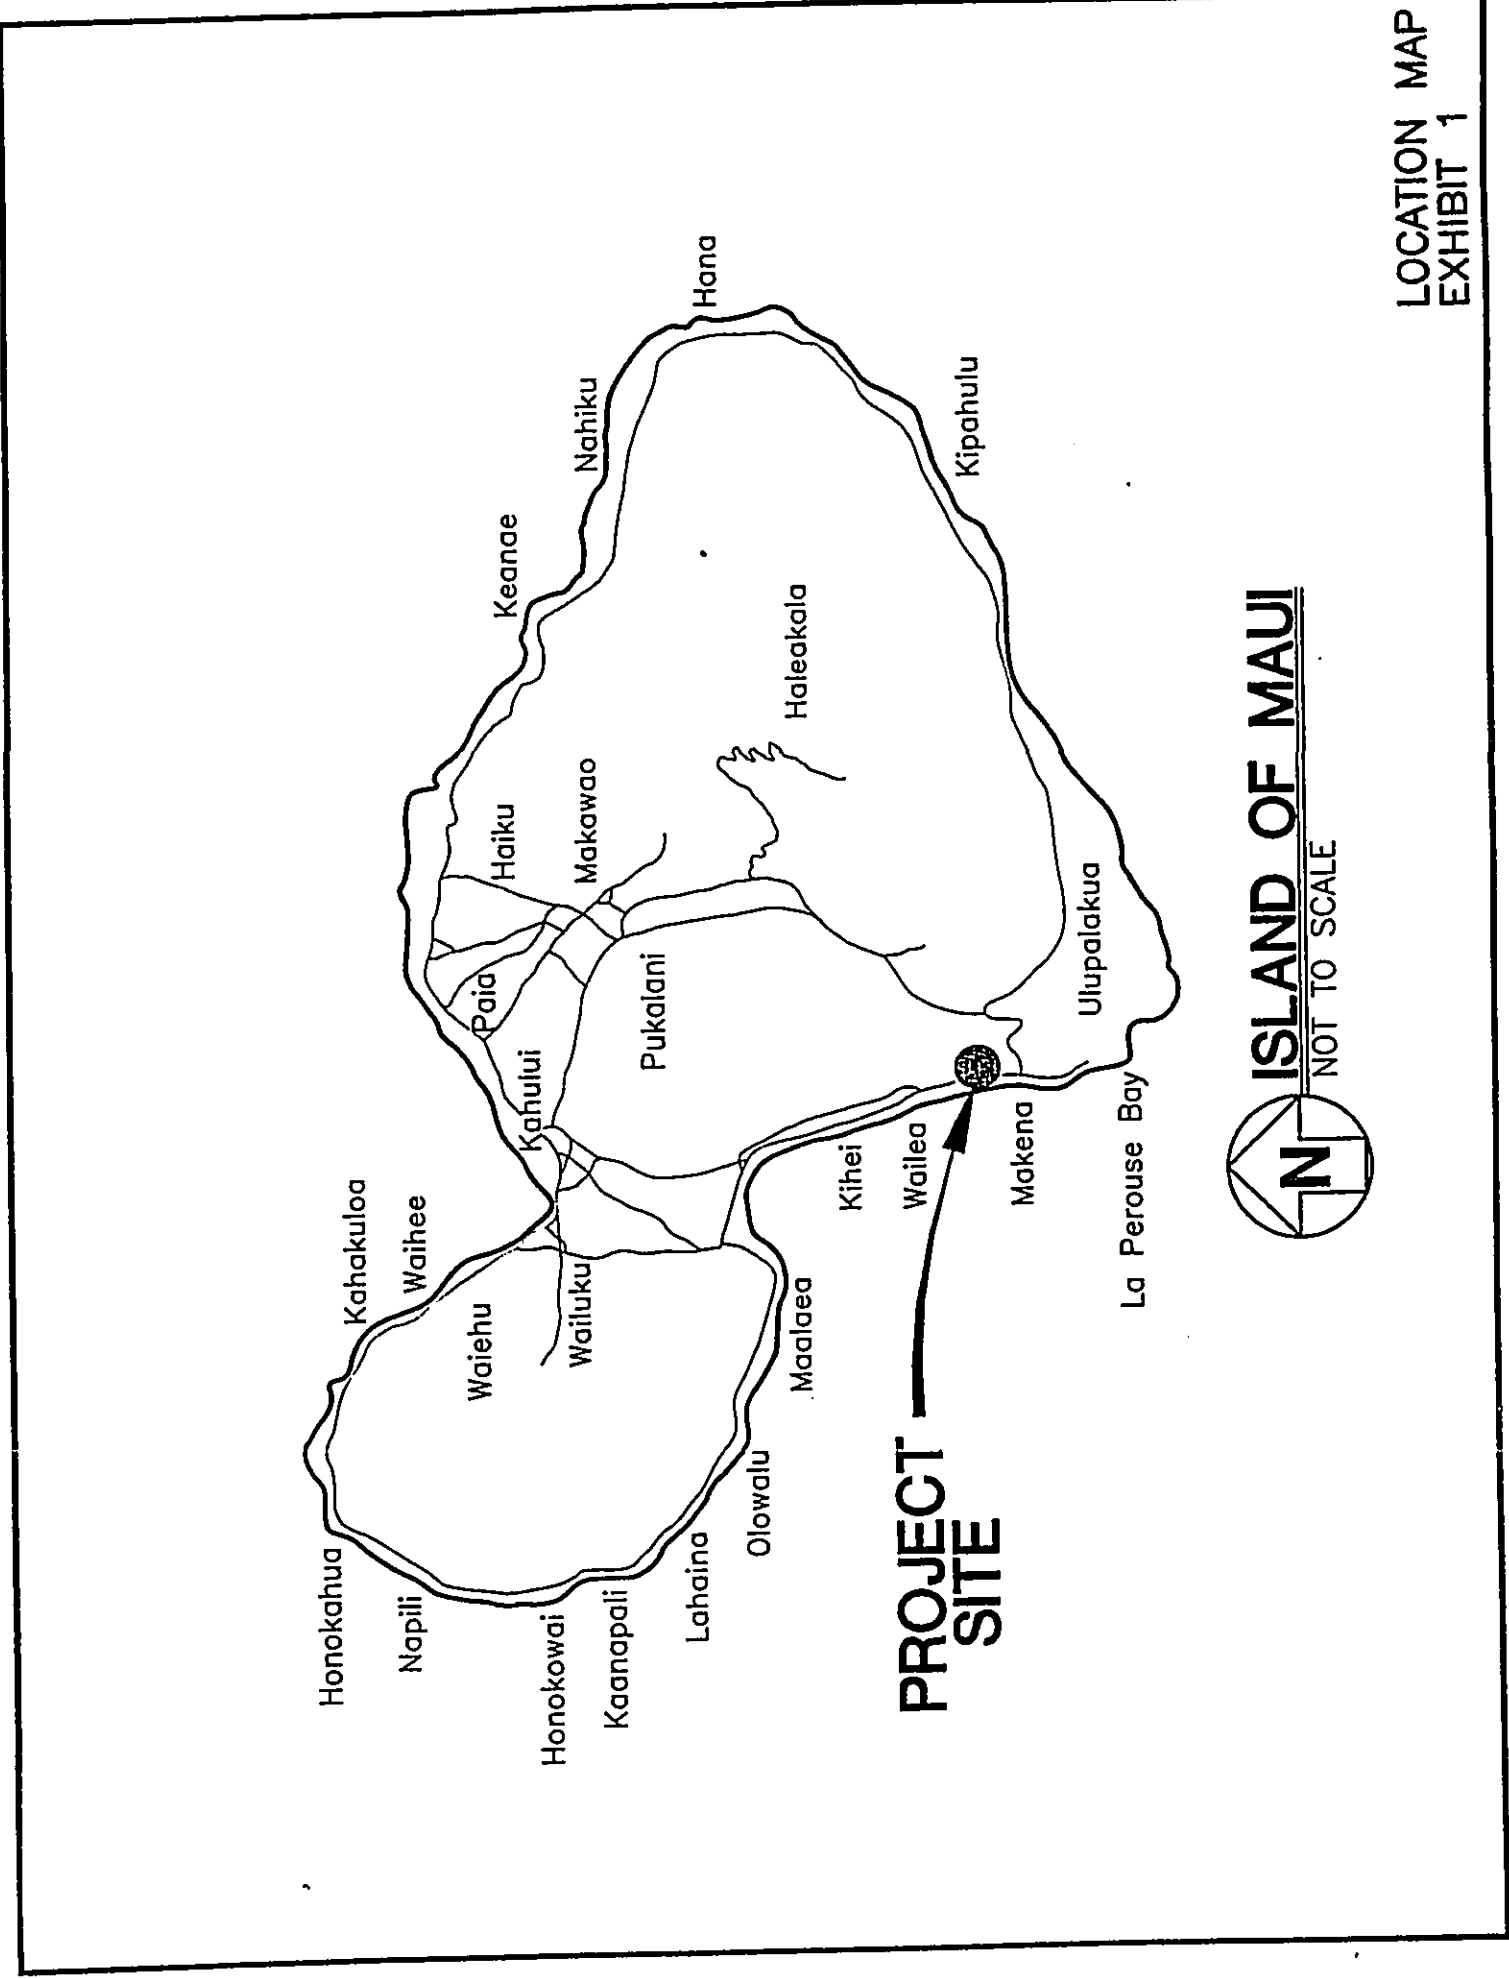 Honokahua
Napili
Honokowai
Kaanapali
Lahaina
Olowalu
Maalaea
Kahakuloa
Waihee
Waiehu
Wailuku
Kahului
Paia
Haiku
Makawao
Pukalani
Keanae
Nahiku
Hana
Haleakala
Kipahulu
Kihei
Wailea
Makena
Ulupalakua
La Perouse Bay
PROJECT
SITE
N
ISLAND OF MAUI
NOT TO SCALE
LOCATION MAP
EXHIBIT 1